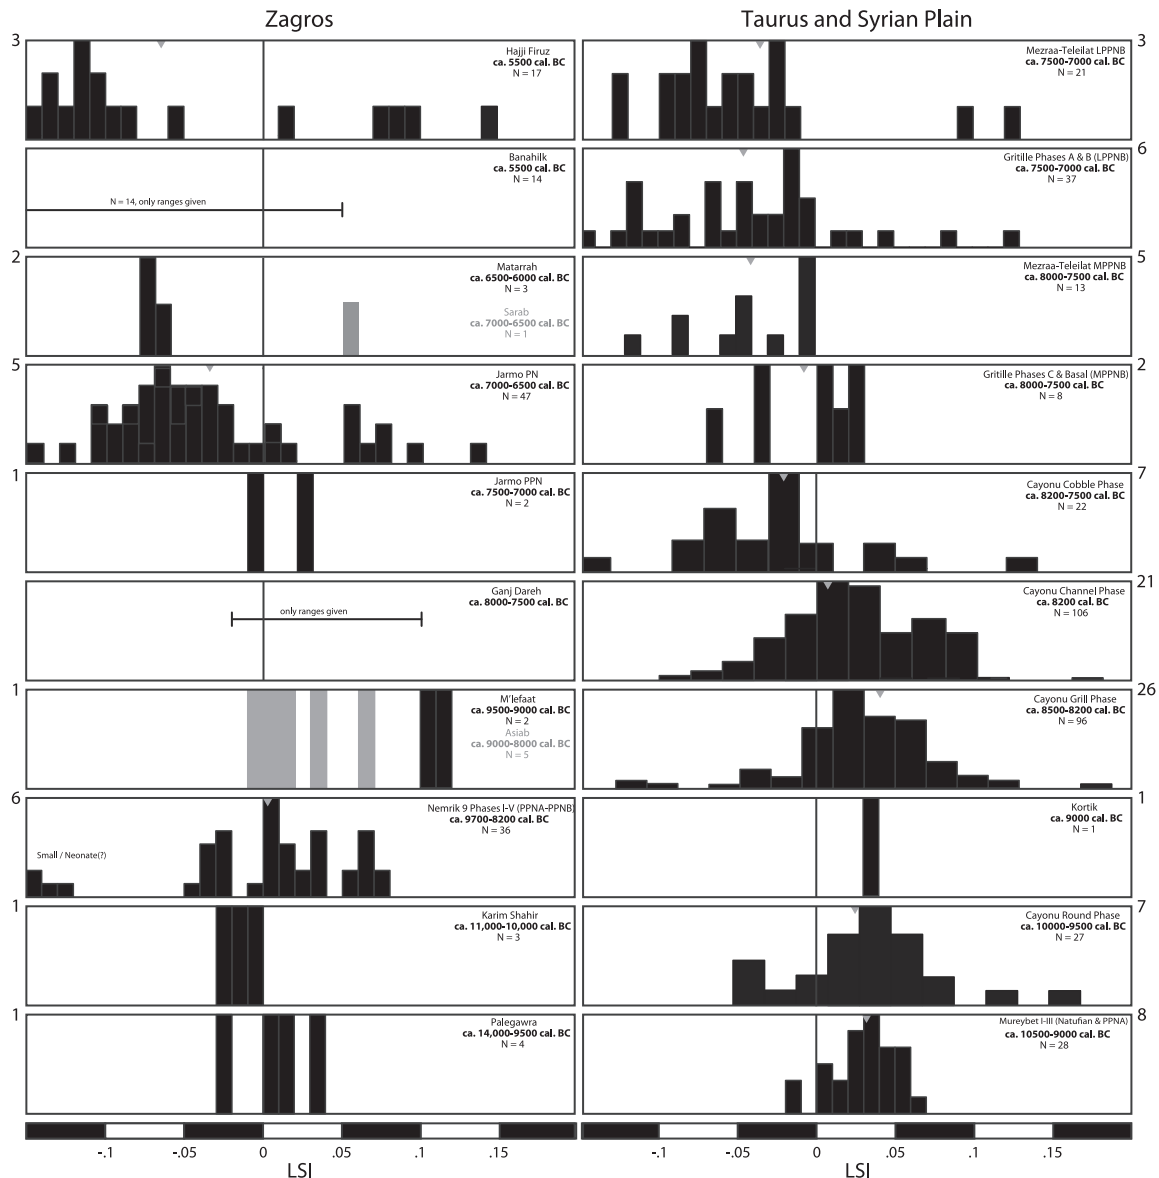 Zagros
3
Hajji Firuz
ca. 5500 cal. BC
N = 17
Banahilk
ca. 5500 cal. BC
N = 14
N = 14, only ranges given
2
Matarrah
ca. 6500-6000 cal. BC
N = 3
Sarab
ca. 7000-6500 cal. BC
N = 1
5
Jarmo PN
ca. 7000-6500 cal. BC
N = 47
1
Jarmo PPN
ca. 7500-7000 cal. BC
N = 2
Ganj Dareh
ca. 8000-7500 cal. BC
only ranges given
1
M'lefaat
ca. 9500-9000 cal. BC
N = 2
Asiab
ca. 9000-8000 cal. BC
N = 5
6
Nemrik 9 Phases I-V (PPNA-PPNB)
ca. 9700-8200 cal. BC
N = 36
Small / Neonate(?)
1
Karim Shahir
ca. 11,000-10,000 cal. BC
N = 3
1
Palegawra
ca. 14,000-9500 cal. BC
N = 4
-.1 -.05 0 .05 .1 .15
LSI
Taurus and Syrian Plain
3
Mezraa-Teleilat LPPNB
ca. 7500-7000 cal. BC
N = 21
6
Gritille Phases A & B (LPPNB)
ca. 7500-7000 cal. BC
N = 37
5
Mezraa-Teleilat MPPNB
ca. 8000-7500 cal. BC
N = 13
2
Gritille Phases C & Basal (MPPNB)
ca. 8000-7500 cal. BC
N = 8
7
Cayonu Cobble Phase
ca. 8200-7500 cal. BC
N = 22
21
Cayonu Channel Phase
ca. 8200 cal. BC
N = 106
26
Cayonu Grill Phase
ca. 8500-8200 cal. BC
N = 96
1
Kortik
ca. 9000 cal. BC
N = 1
7
Cayonu Round Phase
ca. 10000-9500 cal. BC
N = 27
8
Mureybet I-III (Natufian & PPNA)
ca. 10500-9000 cal. BC
N = 28
-.1 -.05 0 .05 .1 .15
LSI